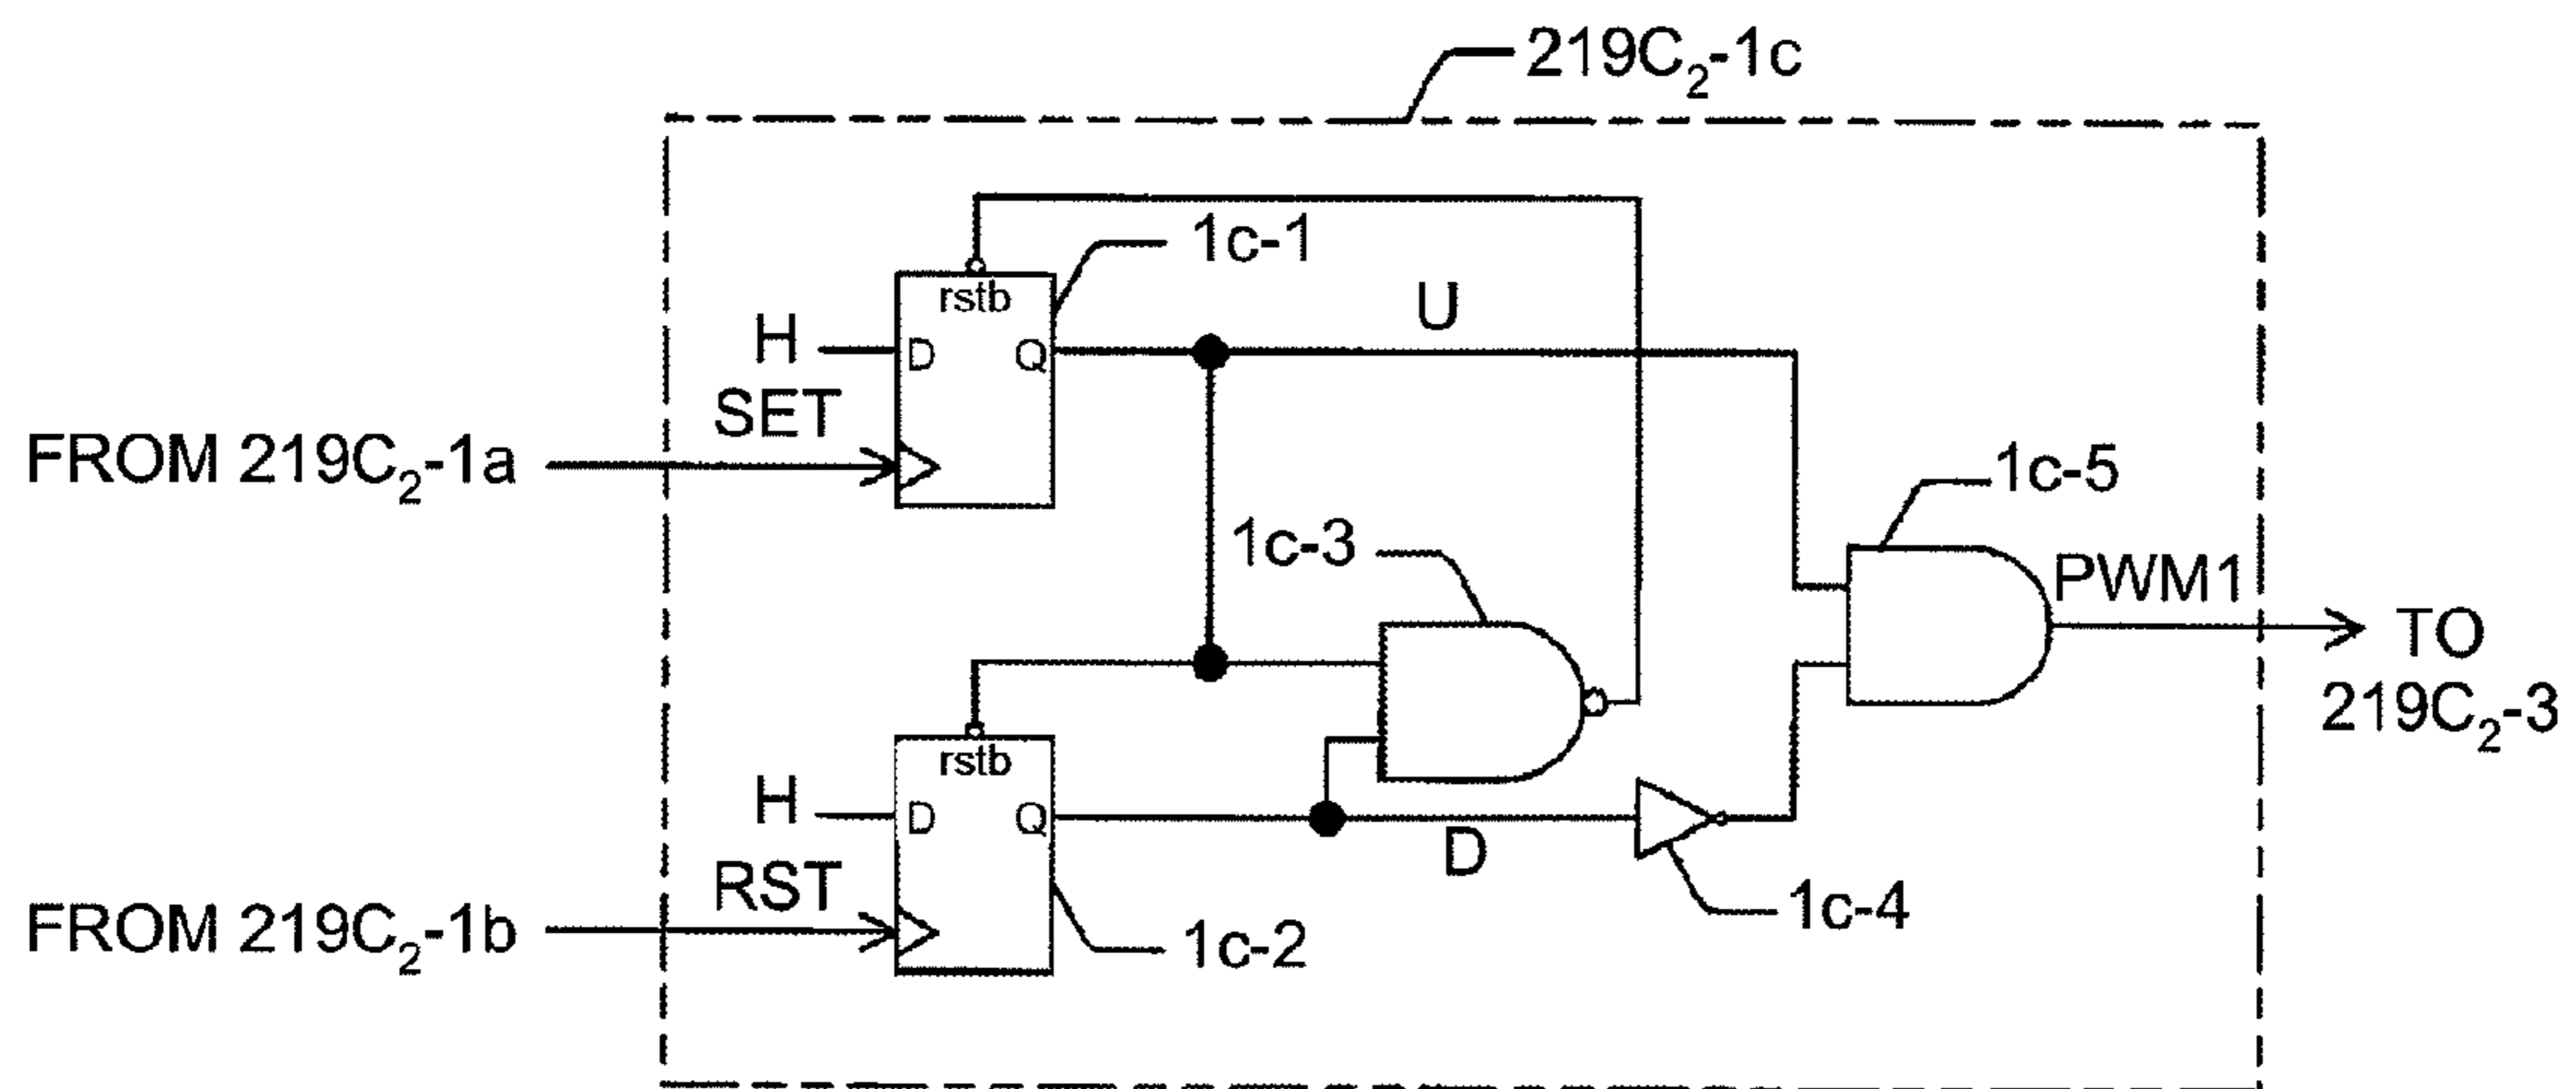 219C₂-1c
1c-1
rstb
U
H
D
Q
SET
FROM 219C₂-1a
1c-5
1c-3
PWM1
TO
219C₂-3
rstb
H
D
Q
D
RST
1c-4
FROM 219C₂-1b
1c-2